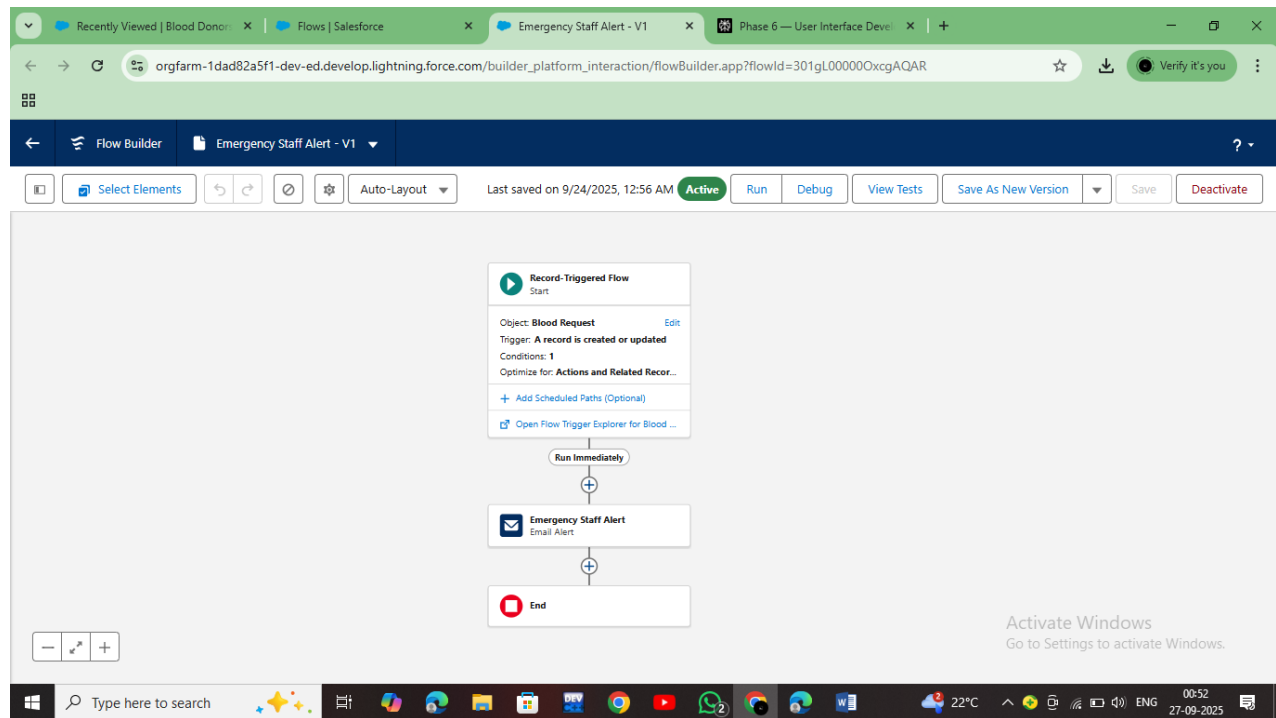 Recently Viewed | Blood Donor
Flows | Salesforce
Emergency Staff Alert - V1
Phase 6 — User Interface Devel
orgfarm-1dad82a5f1-dev-ed.develop.lightning.force.com/builder_platform_interaction/flowBuilder.app?flowId=301gL00000OxcgAQAR
Verify it's you
Flow Builder
Emergency Staff Alert - V1
?
Select Elements
Auto-Layout
Last saved on 9/24/2025, 12:56 AM
Active
Run
Debug
View Tests
Save As New Version
Save
Deactivate
Record-Triggered Flow
Start
Object: Blood Request
Edit
Trigger: A record is created or updated
Conditions: 1
Optimize for: Actions and Related Recor...
Add Scheduled Paths (Optional)
Open Flow Trigger Explorer for Blood ...
Run Immediately
Emergency Staff Alert
Email Alert
End
Activate Windows
Go to Settings to activate Windows.
Type here to search
DEV
2
22°C
ENG
00:52
27-09-2025